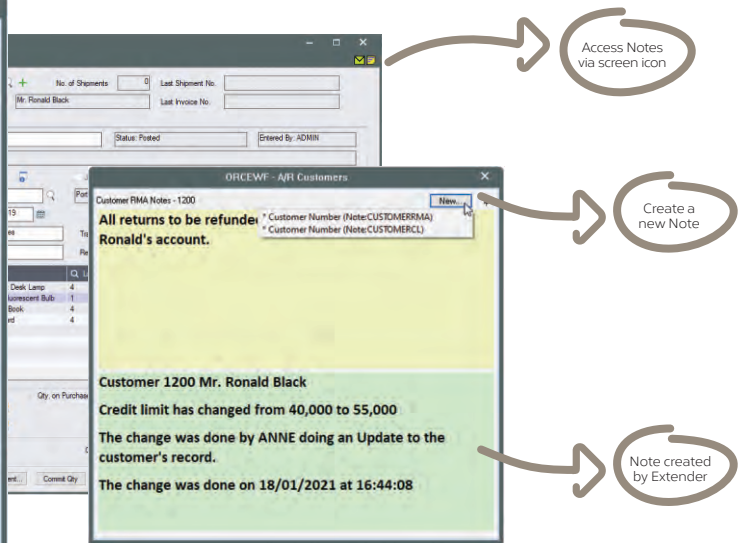 Access Notes
via screen icon
No. of Shipments 0 Last Shipment No.
Mr. Ronald Black Last Invoice No.
Status: Posted Entered By: ADMIN
ORCEWF - A/R Customers
Customer RMA Notes - 1200 New...
All returns to be refunde
Ronald's account.
* Customer Number (Note:CUSTOMERRMA)
* Customer Number (Note:CUSTOMERCL)
Create a
new Note
19
Desk Lamp 4
uorescent Bulb 1
Book 4
rd 4
Qty. on Purchase
Commit Qty
Customer 1200 Mr. Ronald Black
Credit limit has changed from 40,000 to 55,000
The change was done by ANNE doing an Update to the
customer's record.
The change was done on 18/01/2021 at 16:44:08
Note created
by Extender